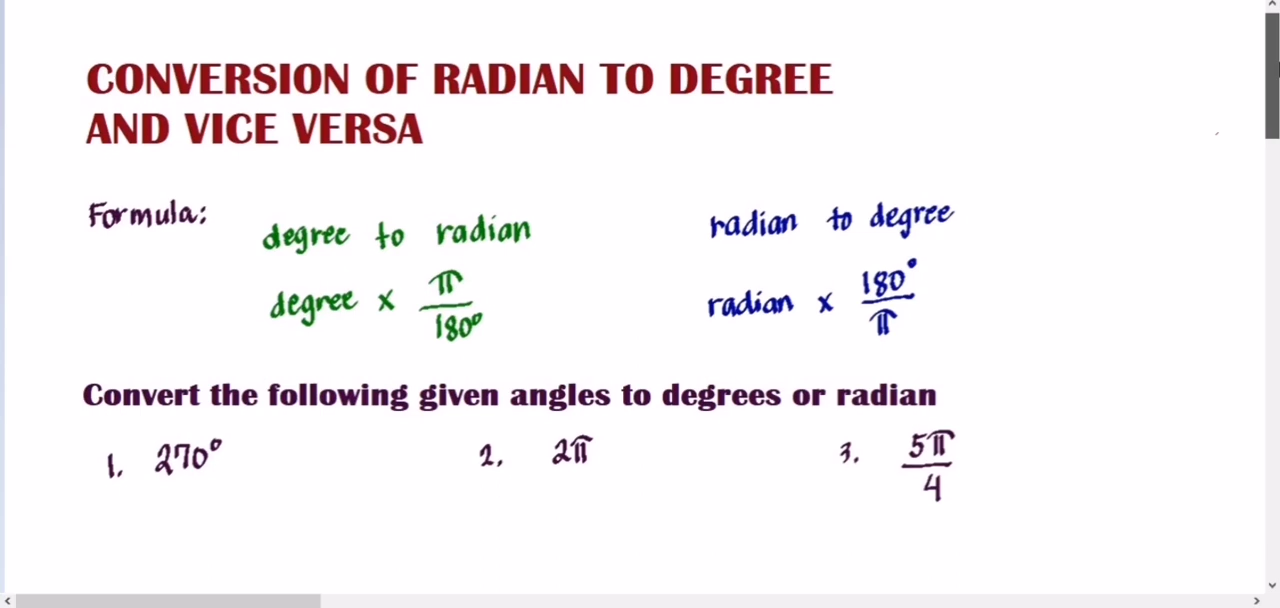 CONVERSION OF RADIAN TO DEGREE
AND VICE VERSA
Formula:
degree to radian
degree x π/180°
radian to degree
radian x 180°/π
Convert the following given angles to degrees or radian
1. 270°
2. 2π
3. 5π/4